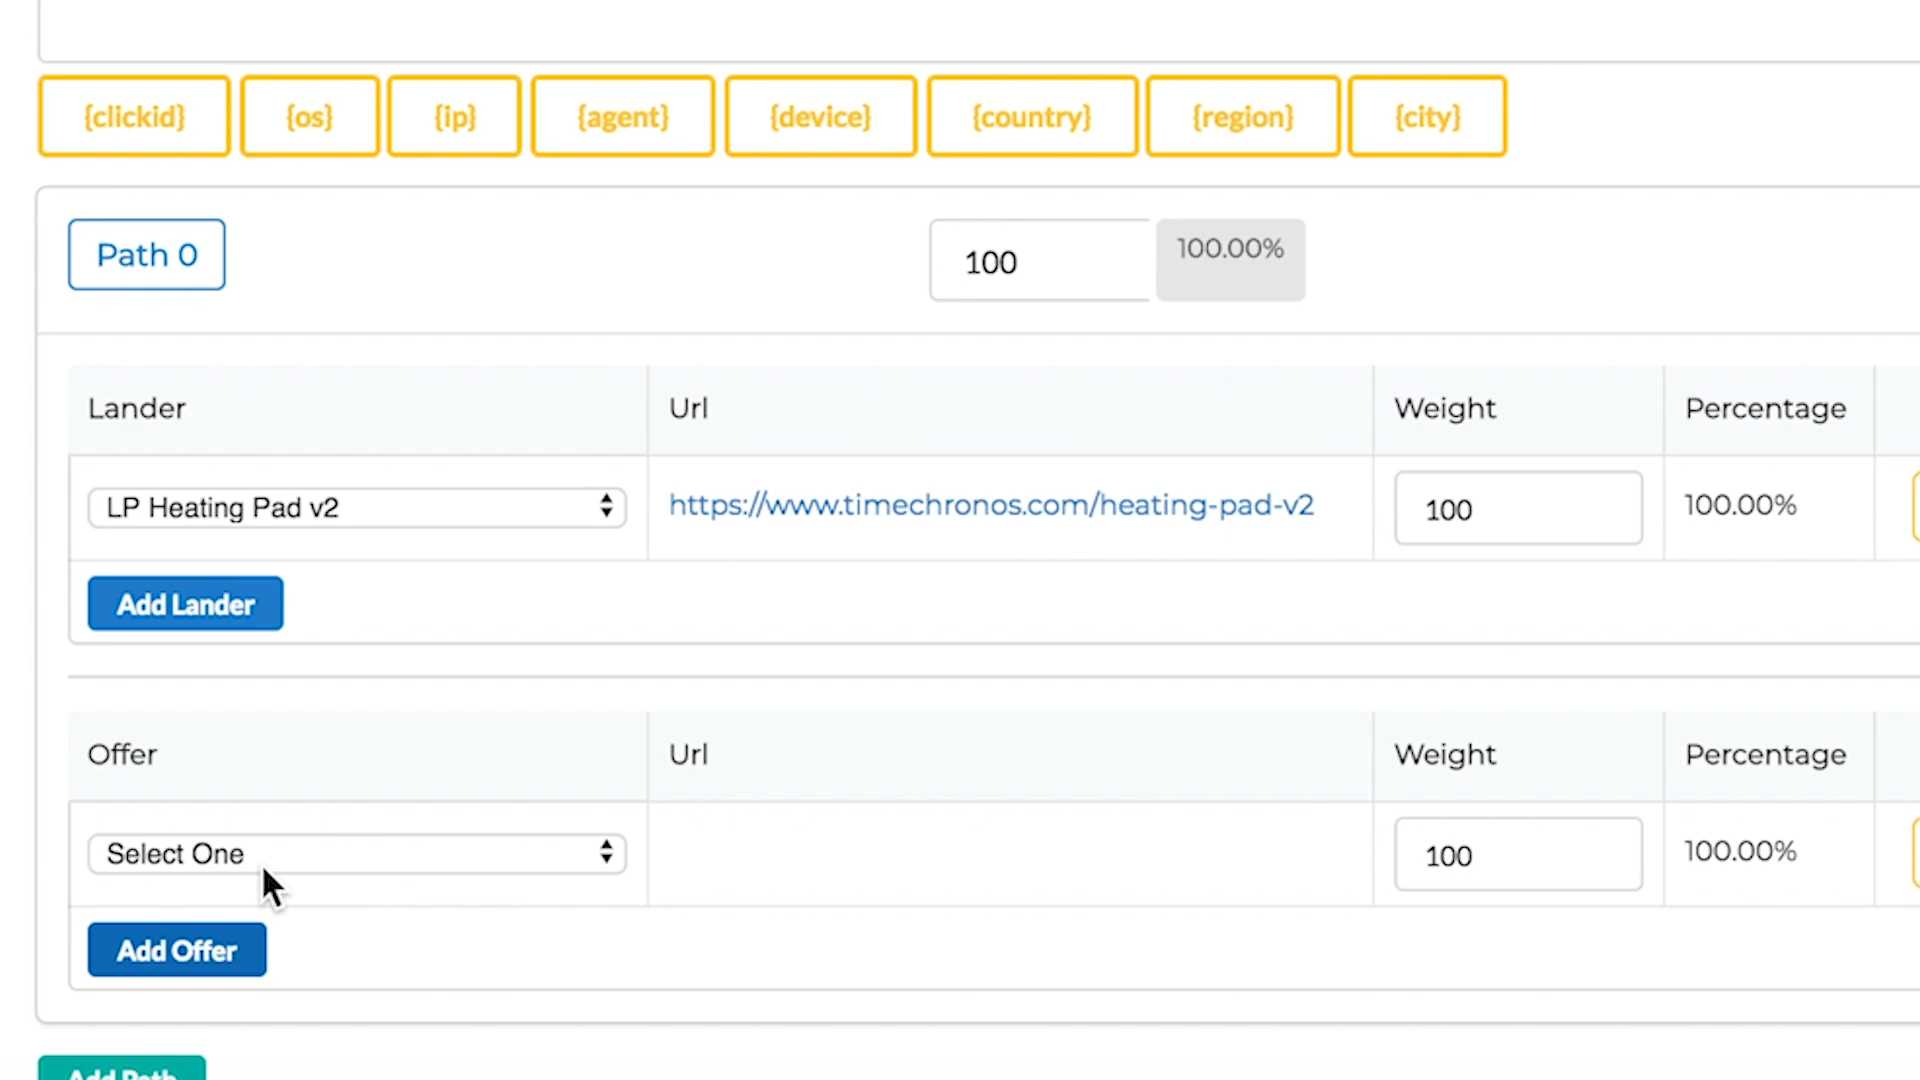 {clickid} {os} {ip} {agent} {device} {country} {region} {city}
Path 0 100 100.00%
Lander Url Weight Percentage
LP Heating Pad v2 https://www.timechronos.com/heating-pad-v2 100 100.00%
Add Lander
Offer Url Weight Percentage
Select One 100 100.00%
Add Offer
Add Path